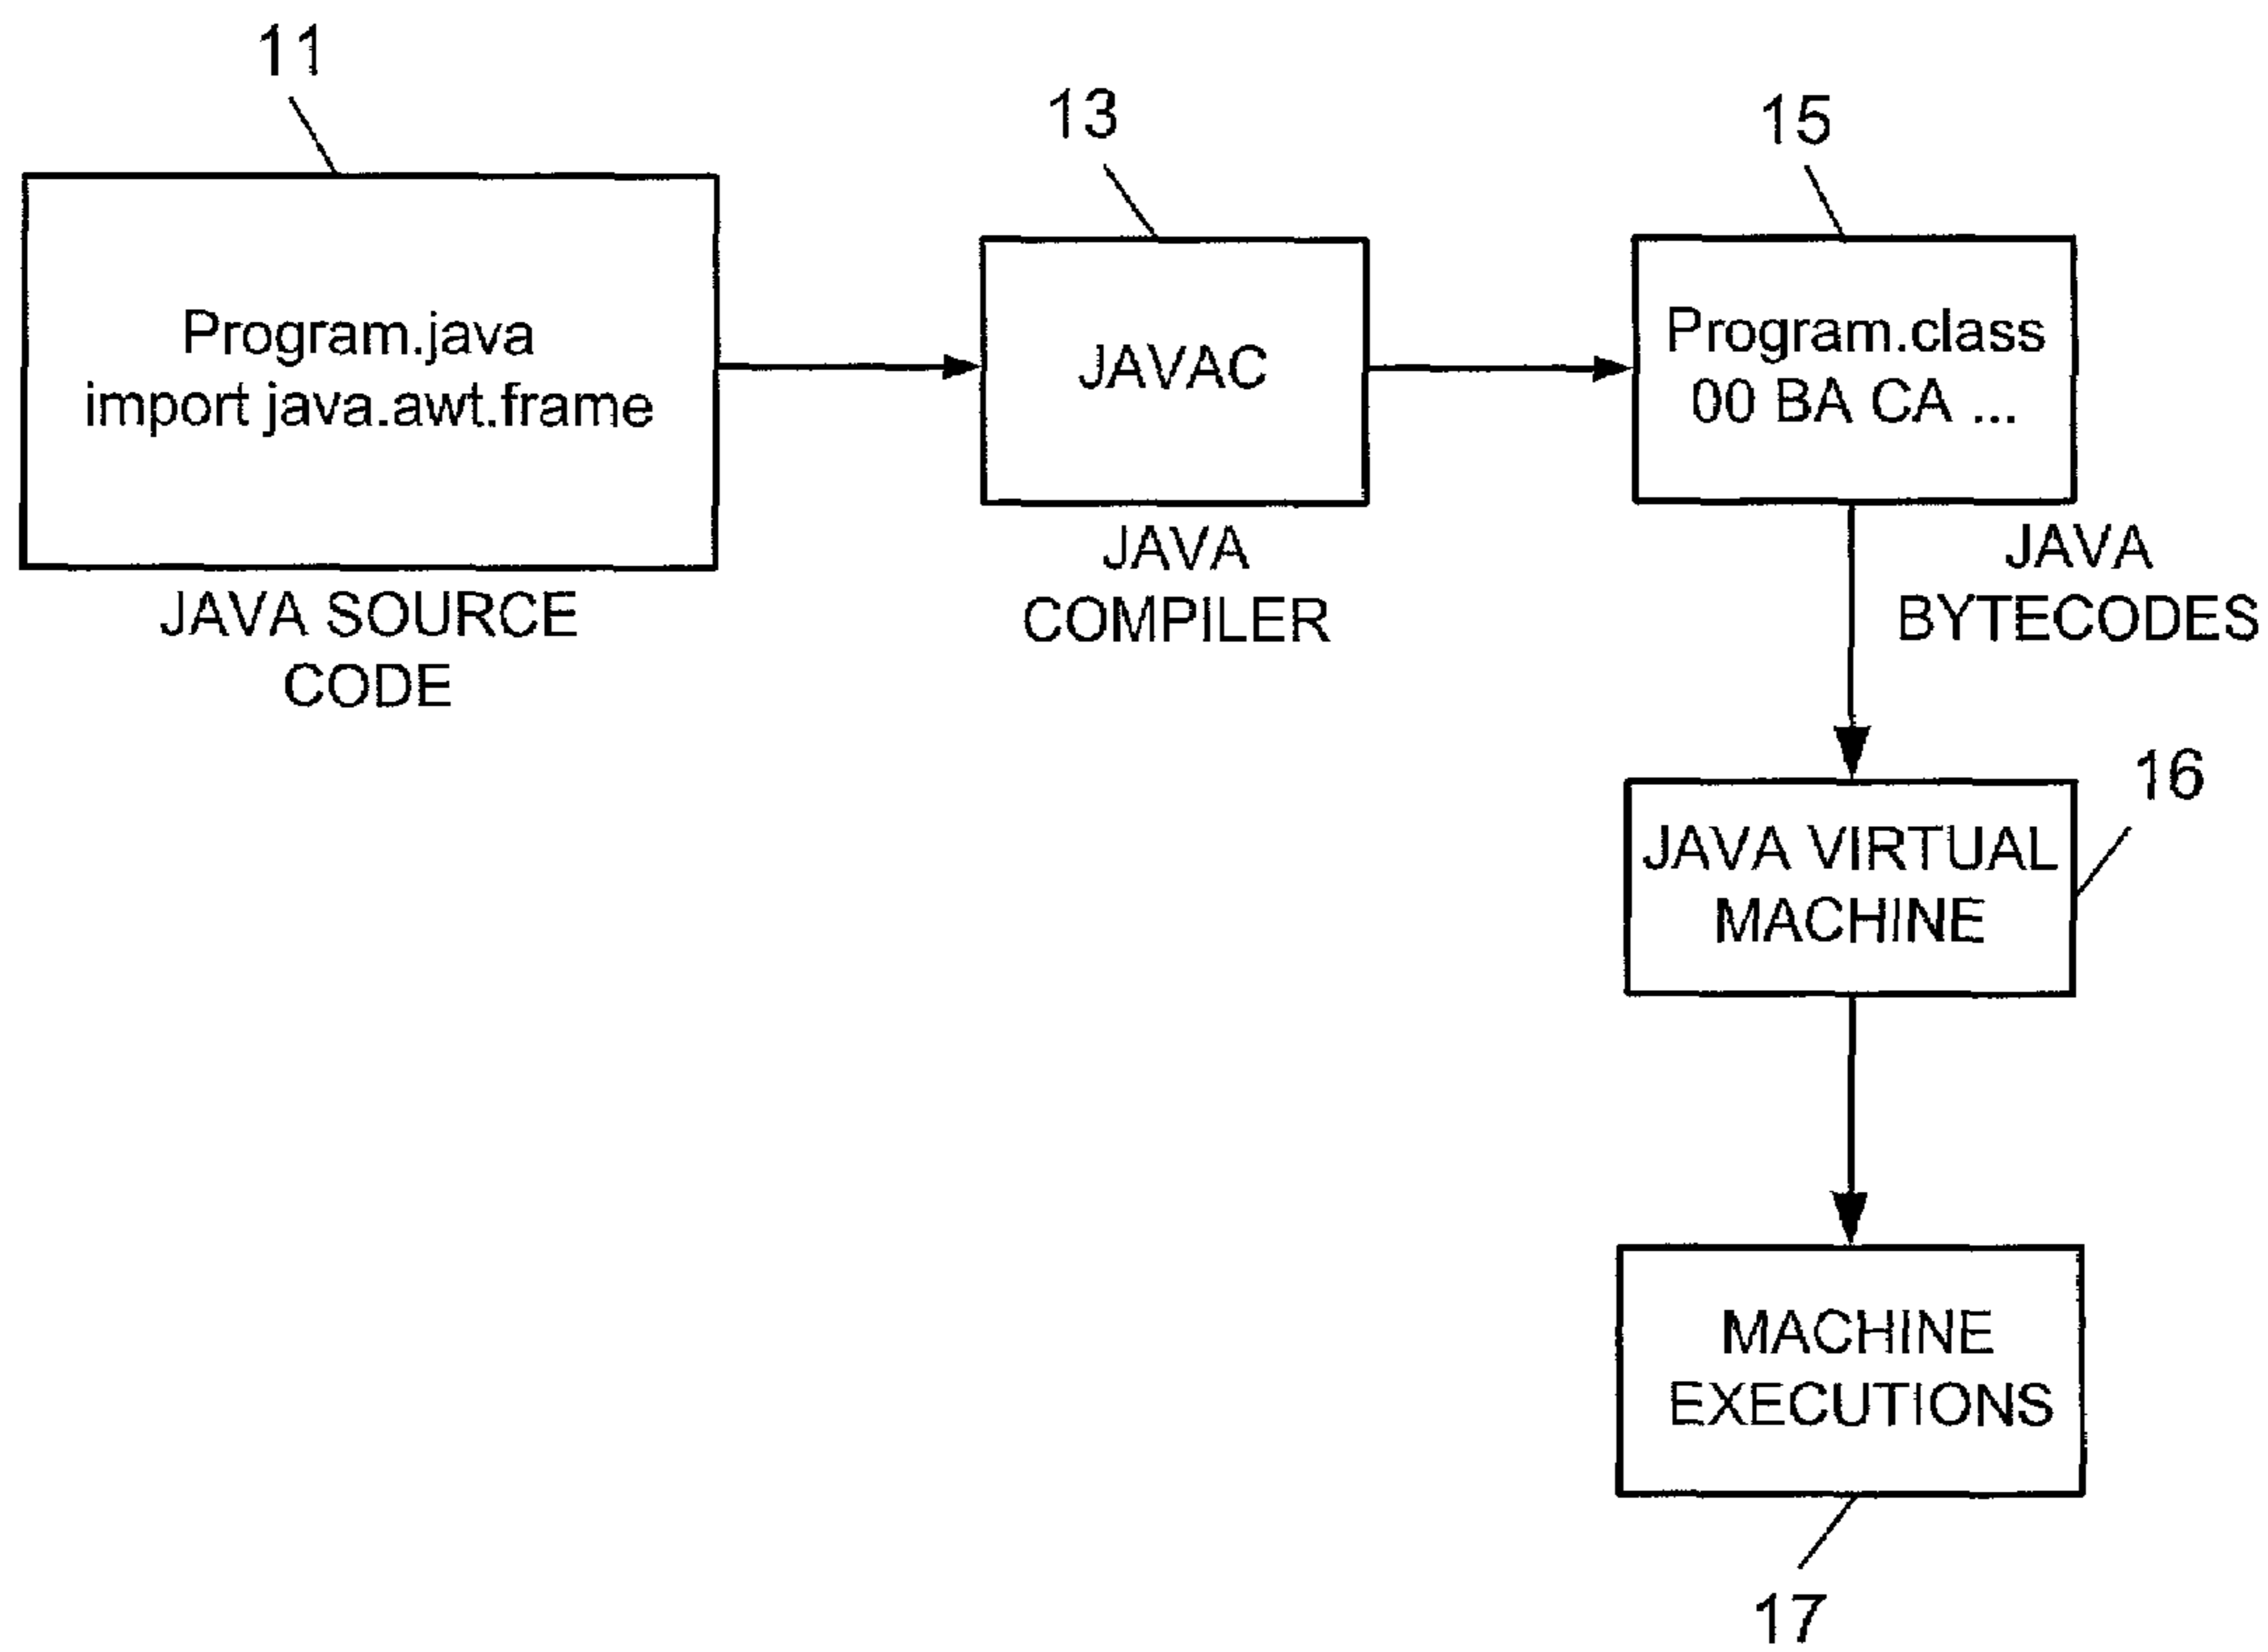 11
Program.java
import java.awt.frame
JAVA SOURCE
CODE
13
JAVAC
JAVA
COMPILER
15
Program.class
00 BA CA ...
JAVA
BYTECODES
16
JAVA VIRTUAL
MACHINE
MACHINE
EXECUTIONS
17